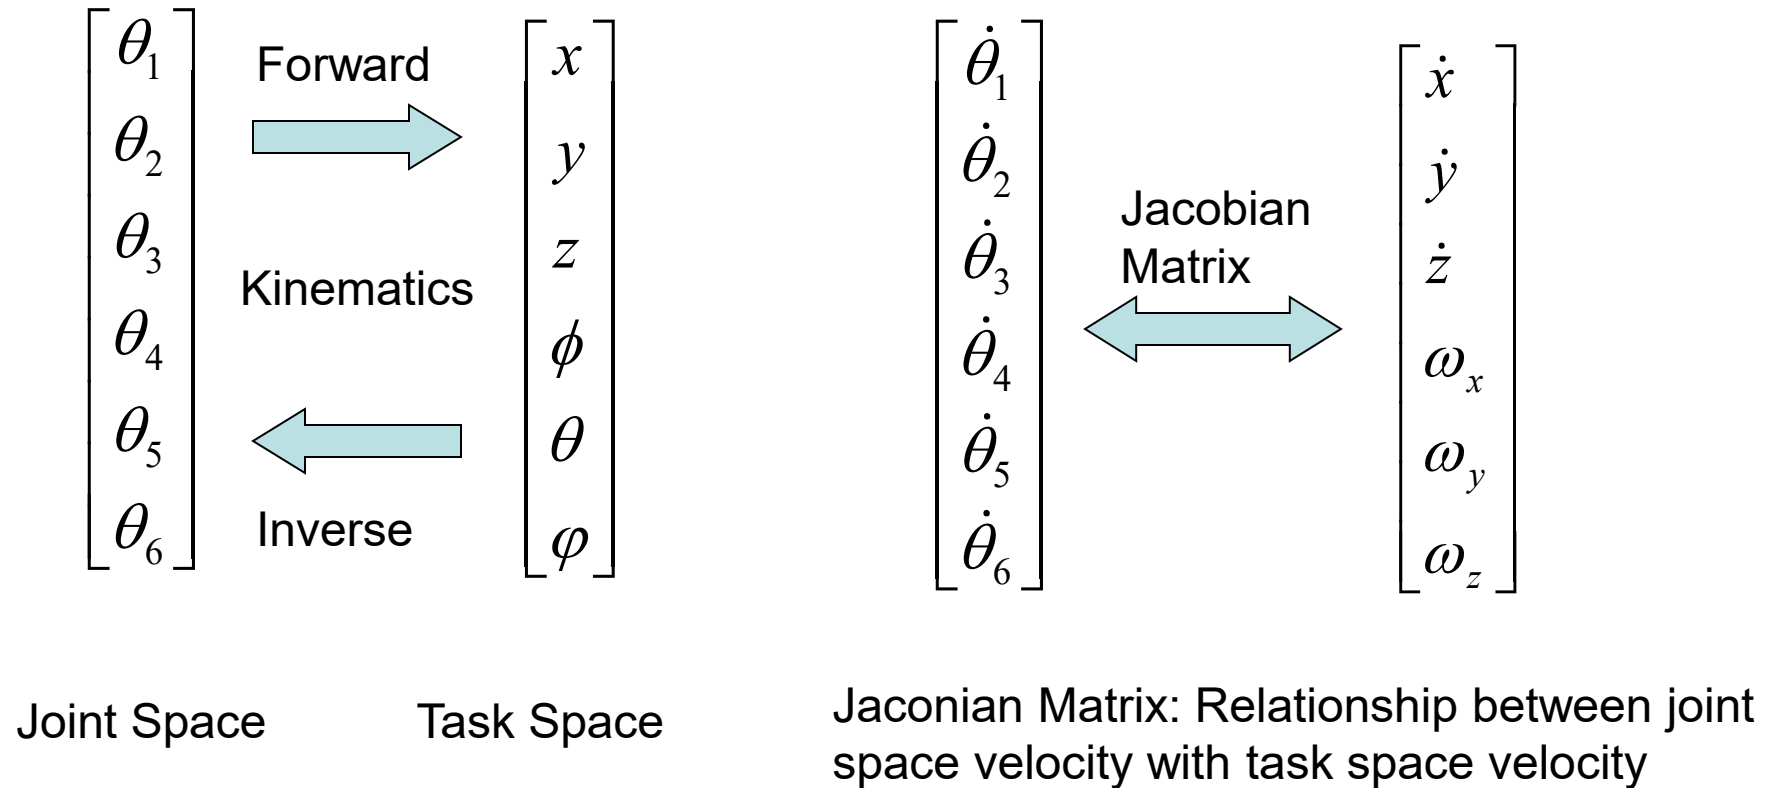 θ1
θ2
θ3
θ4
θ5
θ6
Forward
Kinematics
Inverse
x
y
z
ϕ
θ
φ
θ̇1
θ̇2
θ̇3
θ̇4
θ̇5
θ̇6
Jacobian
Matrix
ẋ
ẏ
ż
ωx
ωy
ωz
Joint Space
Task Space
Jaconian Matrix: Relationship between joint
space velocity with task space velocity